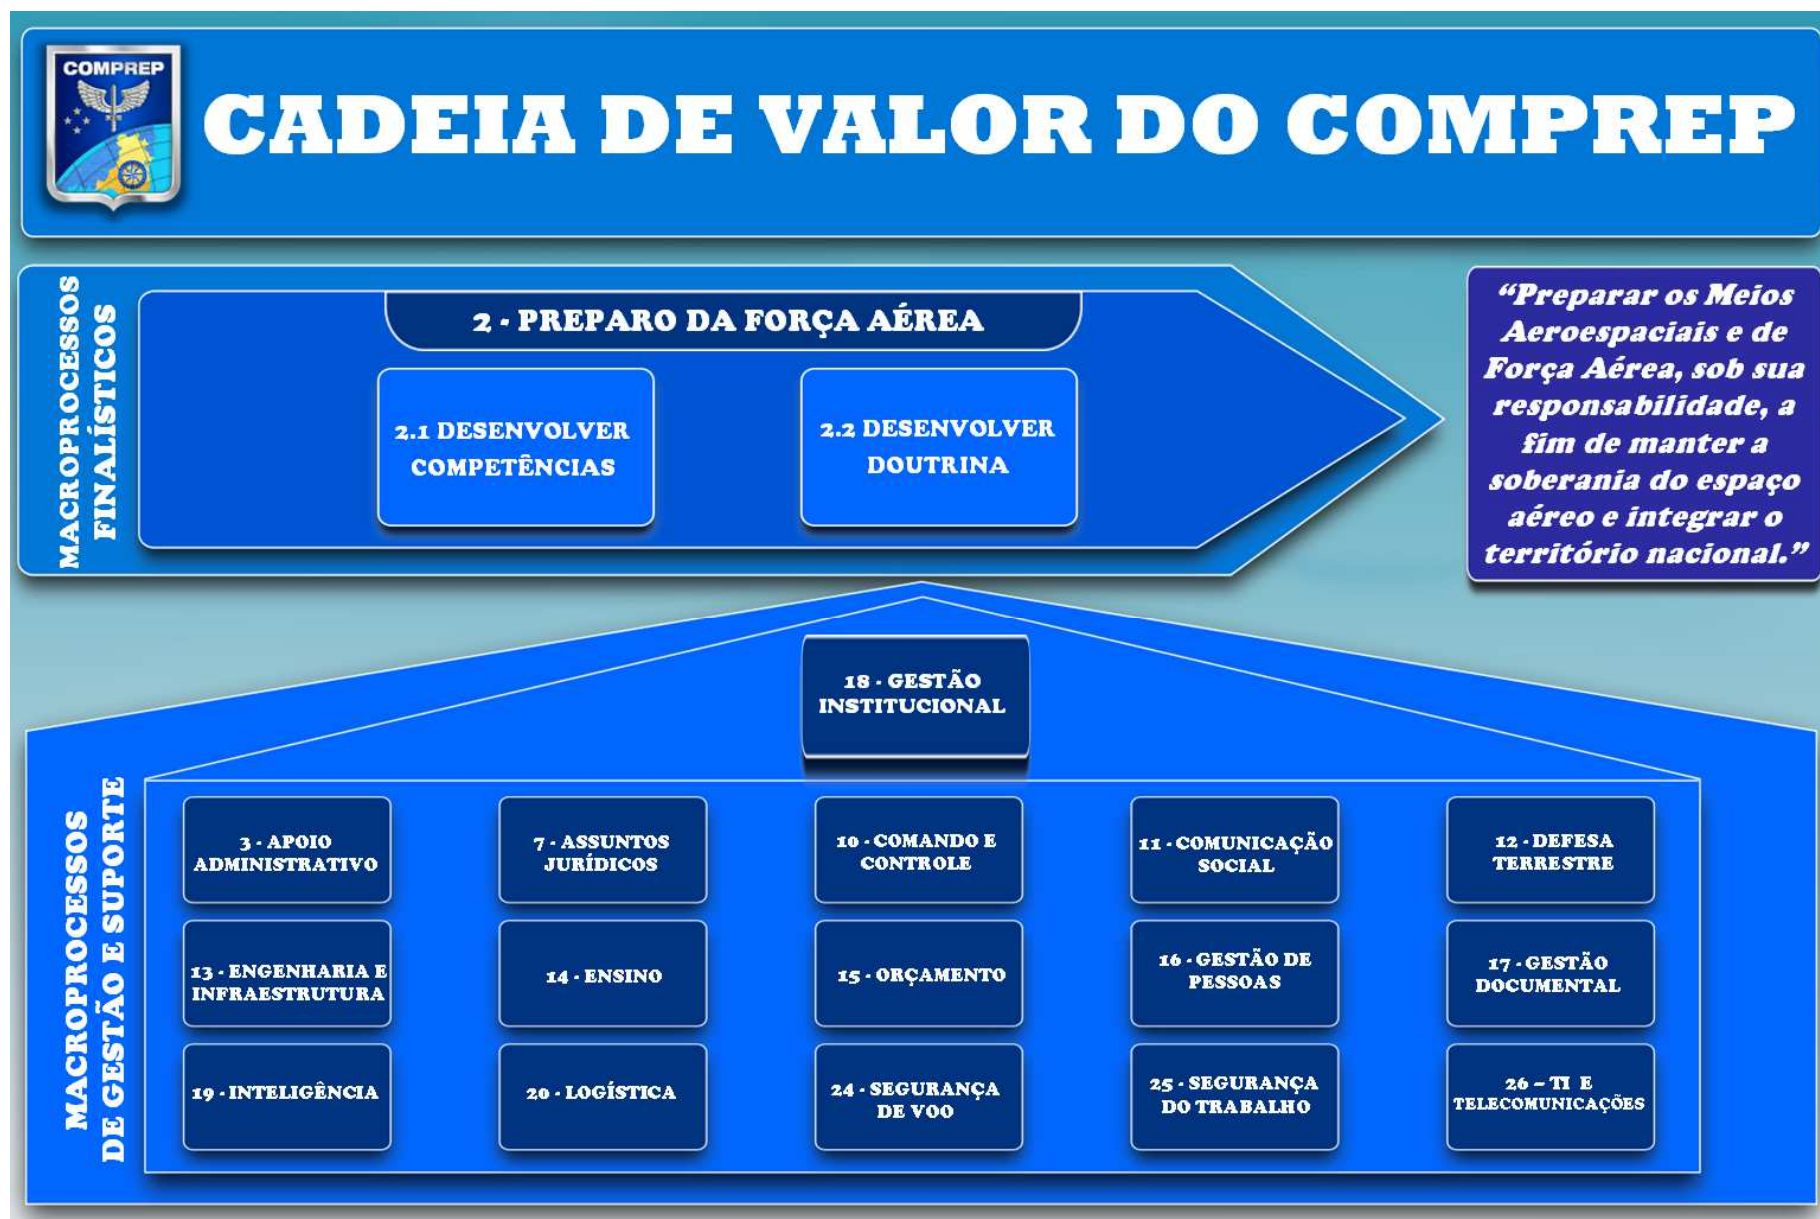 COMPREP
CADEIA DE VALOR DO COMPREP
MACROPROCESSOS
FINALÍSTICOS
2 - PREPARO DA FORÇA AÉREA
2.1 DESENVOLVER
COMPETÊNCIAS
2.2 DESENVOLVER
DOUTRINA
“Preparar os Meios
Aeroespaciais e de
Força Aérea, sob sua
responsabilidade, a
fim de manter a
soberania do espaço
aéreo e integrar o
território nacional.”
MACROPROCESSOS
DE GESTÃO E SUPORTE
18 - GESTÃO
INSTITUCIONAL
3 - APOIO
ADMINISTRATIVO
7 - ASSUNTOS
JURÍDICOS
10 - COMANDO E
CONTROLE
11 - COMUNICAÇÃO
SOCIAL
12 - DEFESA
TERRESTRE
13 - ENGENHARIA E
INFRAESTRUTURA
14 - ENSINO
15 - ORÇAMENTO
16 - GESTÃO DE
PESSOAS
17 - GESTÃO
DOCUMENTAL
19 - INTELIGÊNCIA
20 - LOGÍSTICA
24 - SEGURANÇA
DE VOO
25 - SEGURANÇA
DO TRABALHO
26 – TI E
TELECOMUNICAÇÕES